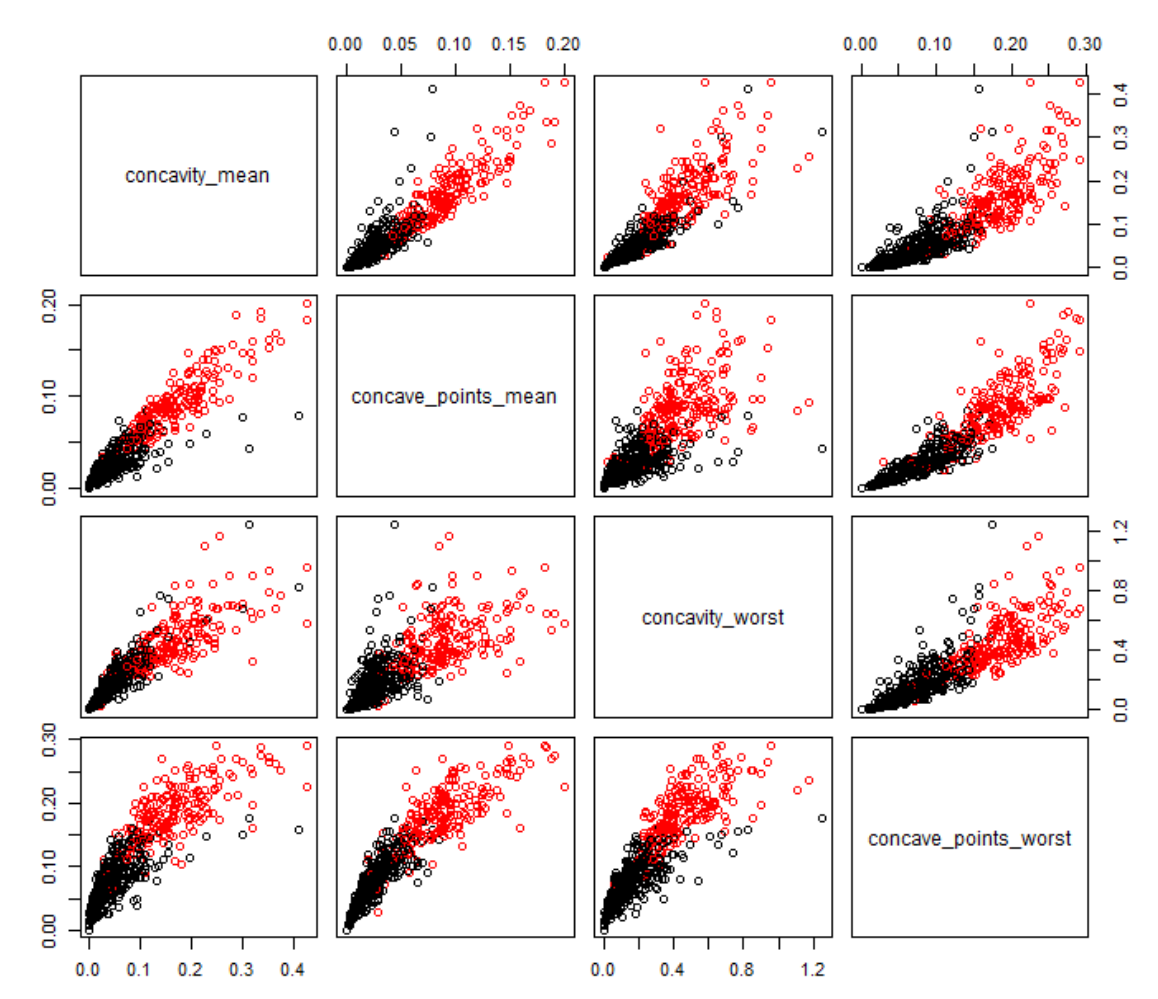 0.00 0.05 0.10 0.15 0.20
0.00 0.10 0.20 0.30
concavity_mean
0.0 0.1 0.2 0.3 0.4
0.00 0.10 0.20
concave_points_mean
concavity_worst
0.0 0.4 0.8 1.2
0.00 0.10 0.20 0.30
concave_points_worst
0.0 0.1 0.2 0.3 0.4
0.0 0.4 0.8 1.2